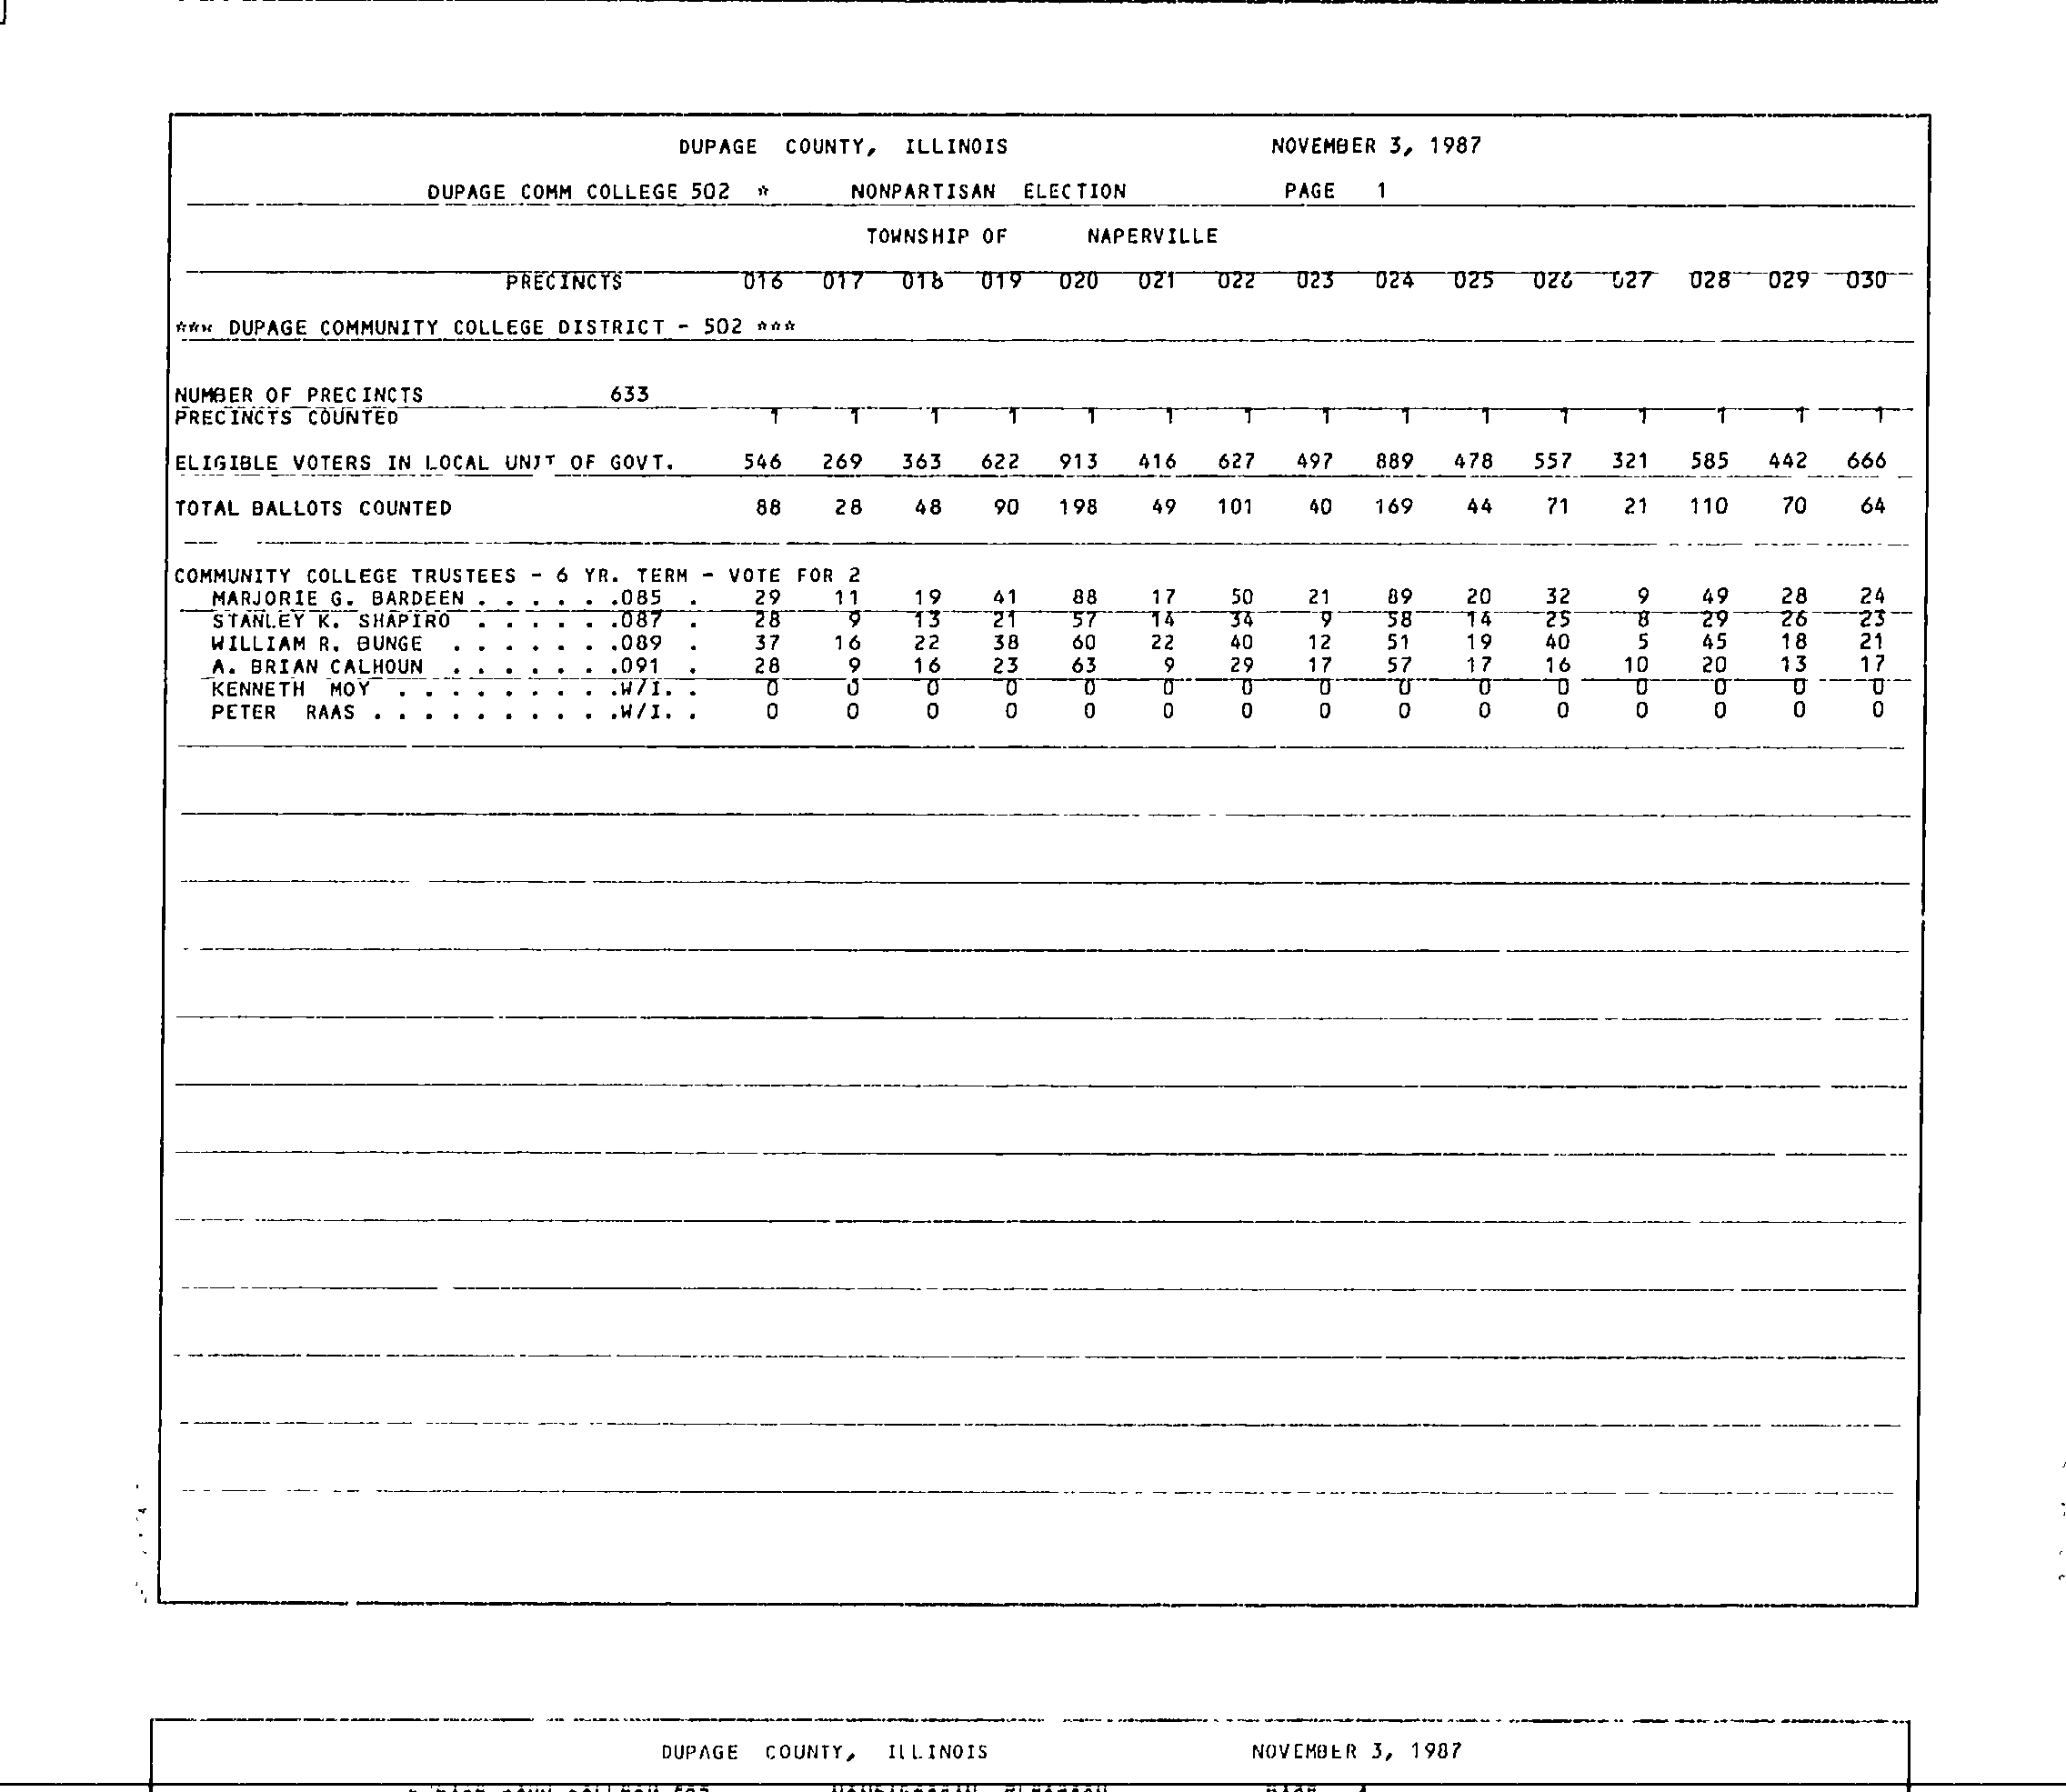 DUPAGE COUNTY, ILLINOIS NOVEMBER 3, 1987
DUPAGE COMM COLLEGE 502 * NONPARTISAN ELECTION PAGE 1
TOWNSHIP OF NAPERVILLE
PRECINCTS 016 017 018 019 020 021 022 023 024 025 026 027 028 029 030
*** DUPAGE COMMUNITY COLLEGE DISTRICT - 502 ***
NUMBER OF PRECINCTS 633
PRECINCTS COUNTED 1 1 1 1 1 1 1 1 1 1 1 1 1 1 1
ELIGIBLE VOTERS IN LOCAL UNIT OF GOVT. 546 269 363 622 913 416 627 497 889 478 557 321 585 442 666
TOTAL BALLOTS COUNTED 88 28 48 90 198 49 101 40 169 44 71 21 110 70 64
COMMUNITY COLLEGE TRUSTEES - 6 YR. TERM - VOTE FOR 2
MARJORIE G. BARDEEN . . . . . .085 . 29 11 19 41 88 17 50 21 89 20 32 9 49 28 24
STANLEY K. SHAPIRO . . . . . .087 . 28 9 13 21 57 14 34 9 58 14 25 8 29 26 23
WILLIAM R. BUNGE . . . . . . .089 . 37 16 22 38 60 22 40 12 51 19 40 5 45 18 21
A. BRIAN CALHOUN . . . . . . .091 . 28 9 16 23 63 9 29 17 57 17 16 10 20 13 17
KENNETH MOY . . . . . . . . .W/I. . 0 0 0 0 0 0 0 0 0 0 0 0 0 0 0
PETER RAAS . . . . . . . . . .W/I. . 0 0 0 0 0 0 0 0 0 0 0 0 0 0 0
DUPAGE COUNTY, ILLINOIS NOVEMBER 3, 1987